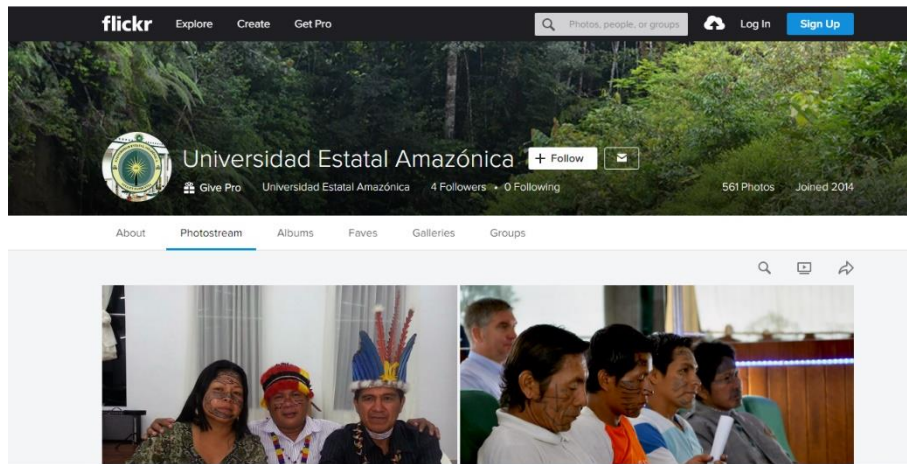 flickr Explore Create Get Pro Photos, people, or groups Log In Sign Up
Universidad Estatal Amazónica + Follow
Give Pro Universidad Estatal Amazónica 4 Followers • 0 Following 561 Photos Joined 2014
About Photostream Albums Faves Galleries Groups